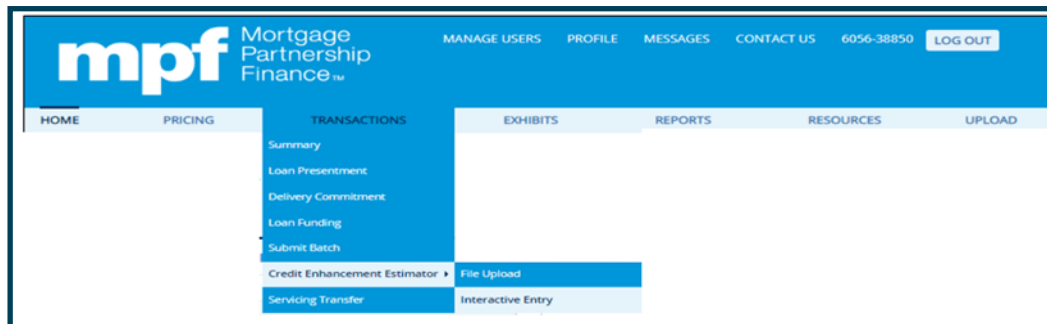 mpf
Mortgage
Partnership
Finance™
MANAGE USERS PROFILE MESSAGES CONTACT US 6056-38850 LOG OUT
HOME PRICING TRANSACTIONS EXHIBITS REPORTS RESOURCES UPLOAD
Summary
Loan Presentment
Delivery Commitment
Loan Funding
Submit Batch
Credit Enhancement Estimator File Upload
Servicing Transfer Interactive Entry